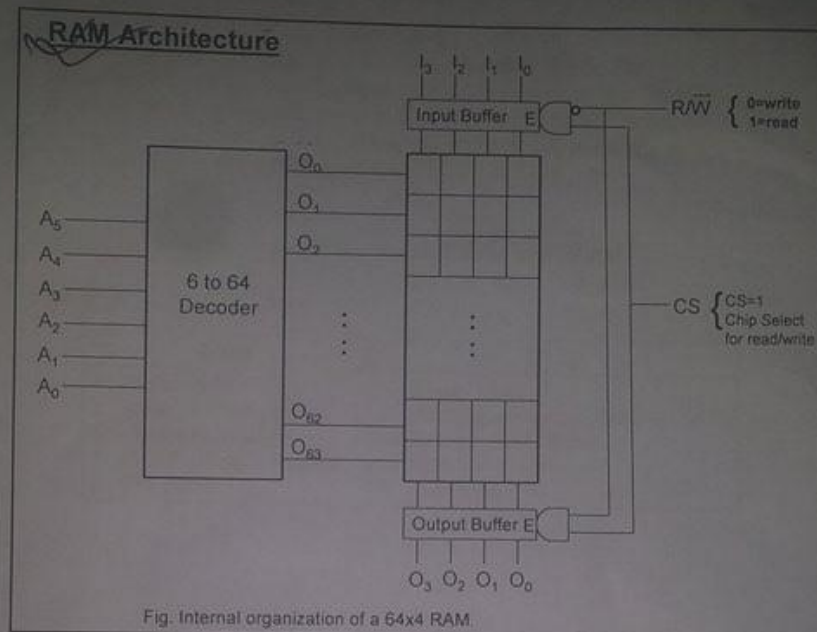 RAM Architecture
I₃ I₂ I₁ I₀
Input Buffer E
R/W̅ { 0=write
1=read
O₀
O₁
O₂
A₅
A₄
A₃
A₂
A₁
A₀
6 to 64
Decoder
CS { CS=1
Chip Select
for read/write
O₆₂
O₆₃
Output Buffer E
O₃ O₂ O₁ O₀
Fig. Internal organization of a 64x4 RAM.